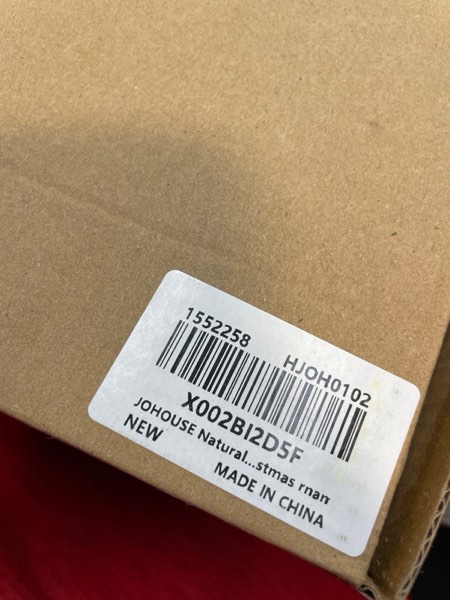 1552258 HJOH0102
X002BI2D5F
JOHOUSE Natural...stmas rnan
NEW
MADE IN CHINA